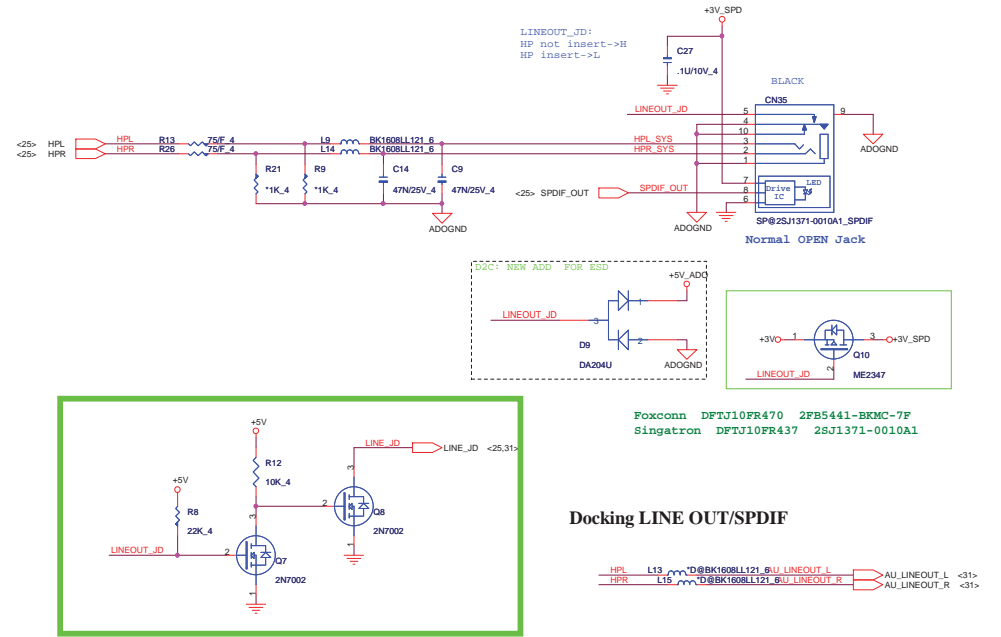 +3V_SPD
LINEOUT_JD:
HP not insert->H
HP insert->L
C27
.1U/10V_4
BLACK
CN35
LINEOUT_JD
5
4
10
3
2
1
9
ADOGND
<25> HPL
HPL
R13
75/F_4
L9
BK1608LL121_6
HPL_SYS
<25> HPR
HPR
R26
75/F_4
L14
BK1608LL121_6
HPR_SYS
R21
*1K_4
R9
*1K_4
C14
47N/25V_4
C9
47N/25V_4
ADOGND
<25> SPDIF_OUT
SPDIF_OUT
7
8
6
Drive
IC
LED
ADOGND
SP@2SJ1371-0010A1_SPDIF
Normal OPEN Jack
D2C: NEW ADD FOR ESD
+5V_ADO
LINEOUT_JD
3
1
2
D9
DA204U
ADOGND
+3V
1
3
+3V_SPD
Q10
2
LINEOUT_JD
ME2347
Foxconn DFTJ10FR470 2FB5441-BKMC-7F
Singatron DFTJ10FR437 2SJ1371-0010A1
+5V
R12
10K_4
LINE_JD
LINE_JD <25,31>
3
2
Q8
2N7002
1
+5V
R8
22K_4
LINEOUT_JD
3
2
Q7
2N7002
1
Docking LINE OUT/SPDIF
HPL
L13
*D@BK1608LL121_6
AU_LINEOUT_L
AU_LINEOUT_L <31>
HPR
L15
*D@BK1608LL121_6
AU_LINEOUT_R
AU_LINEOUT_R <31>